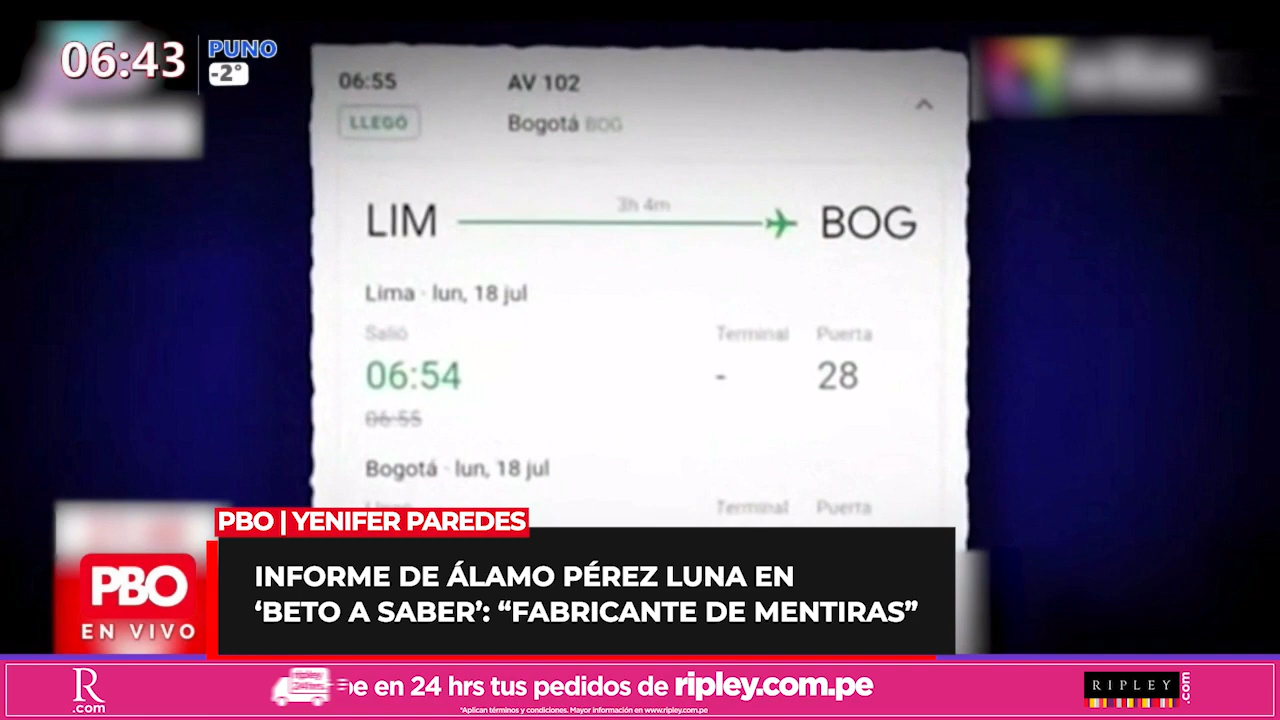 06:43
PUNO
-2°
06:55
AV 102
LLEGÓ
Bogotá BOG
3h 4m
LIM
BOG
Lima · lun, 18 jul
Salió
Terminal
Puerta
06:54
-
28
06:55
Bogotá · lun, 18 jul
Terminal
Puerta
PBO | YENIFER PAREDES
INFORME DE ÁLAMO PÉREZ LUNA EN
‘BETO A SABER’: “FABRICANTE DE MENTIRAS”
PBO
EN VIVO
R
.com
ripley
24hrs
en 24 hrs tus pedidos de ripley.com.pe
*Aplican términos y condiciones. Mayor información en www.ripley.com.pe
RIPLEY
.com